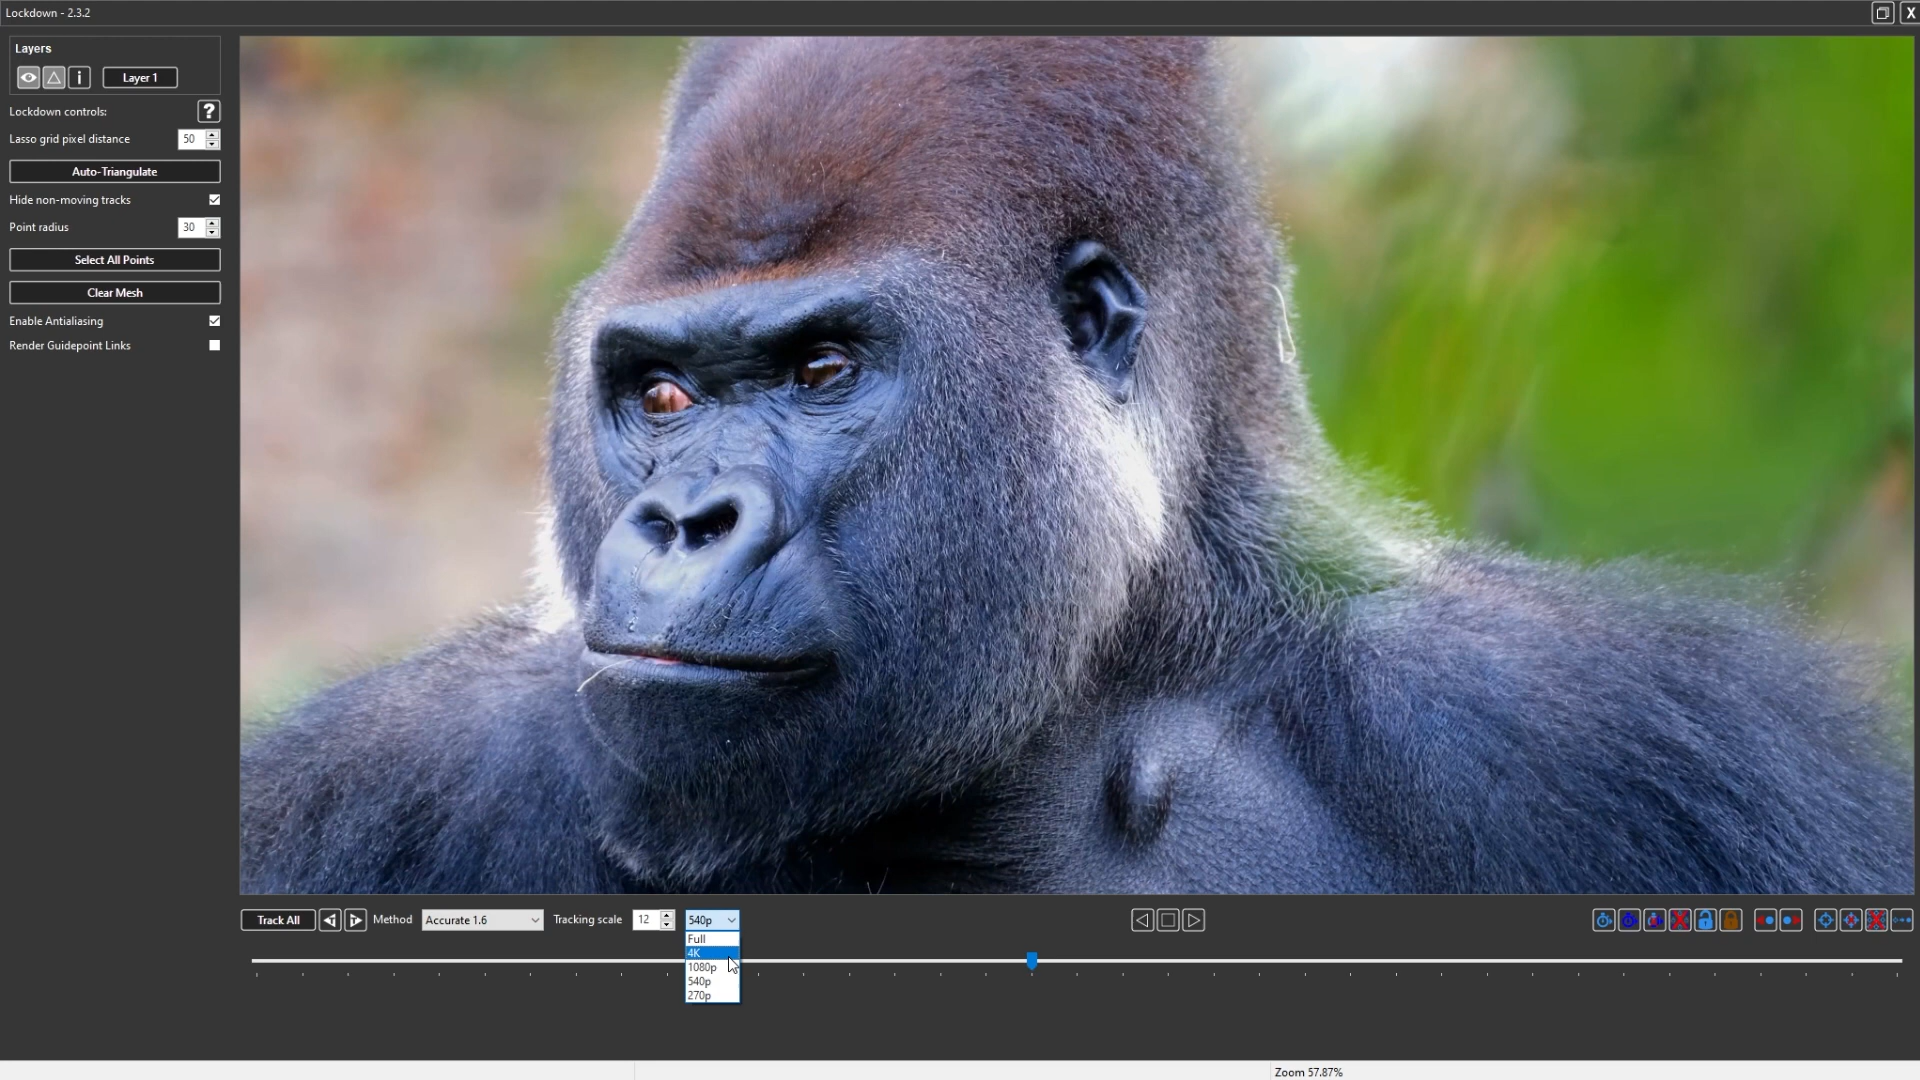 Lockdown - 2.3.2
Layers
i Layer 1
Lockdown controls: ?
Lasso grid pixel distance 50
Auto-Triangulate
Hide non-moving tracks
Point radius 30
Select All Points
Clear Mesh
Enable Antialiasing
Render Guidepoint Links
Track All Method Accurate 1.6 Tracking scale 12 540p
Full
4K
1080p
540p
270p
Zoom 57.87%